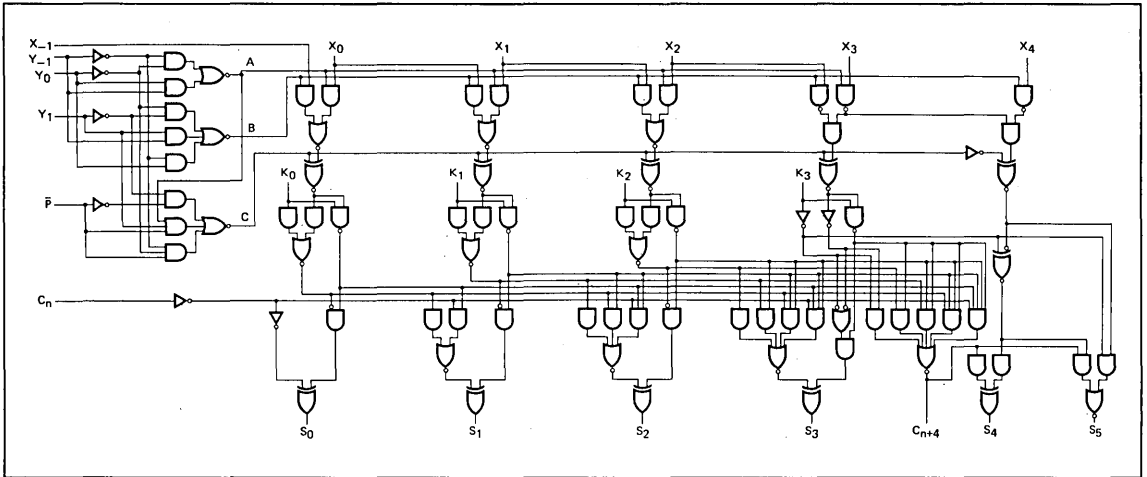 X₋₁ X₀ X₁ X₂ X₃ X₄
Y₋₁
Y₀
A
Y₁
B
K₀ K₁ K₂ K₃
P̄
C
Cₙ
S₀ S₁ S₂ S₃ Cₙ₊₄ S₄ S₅